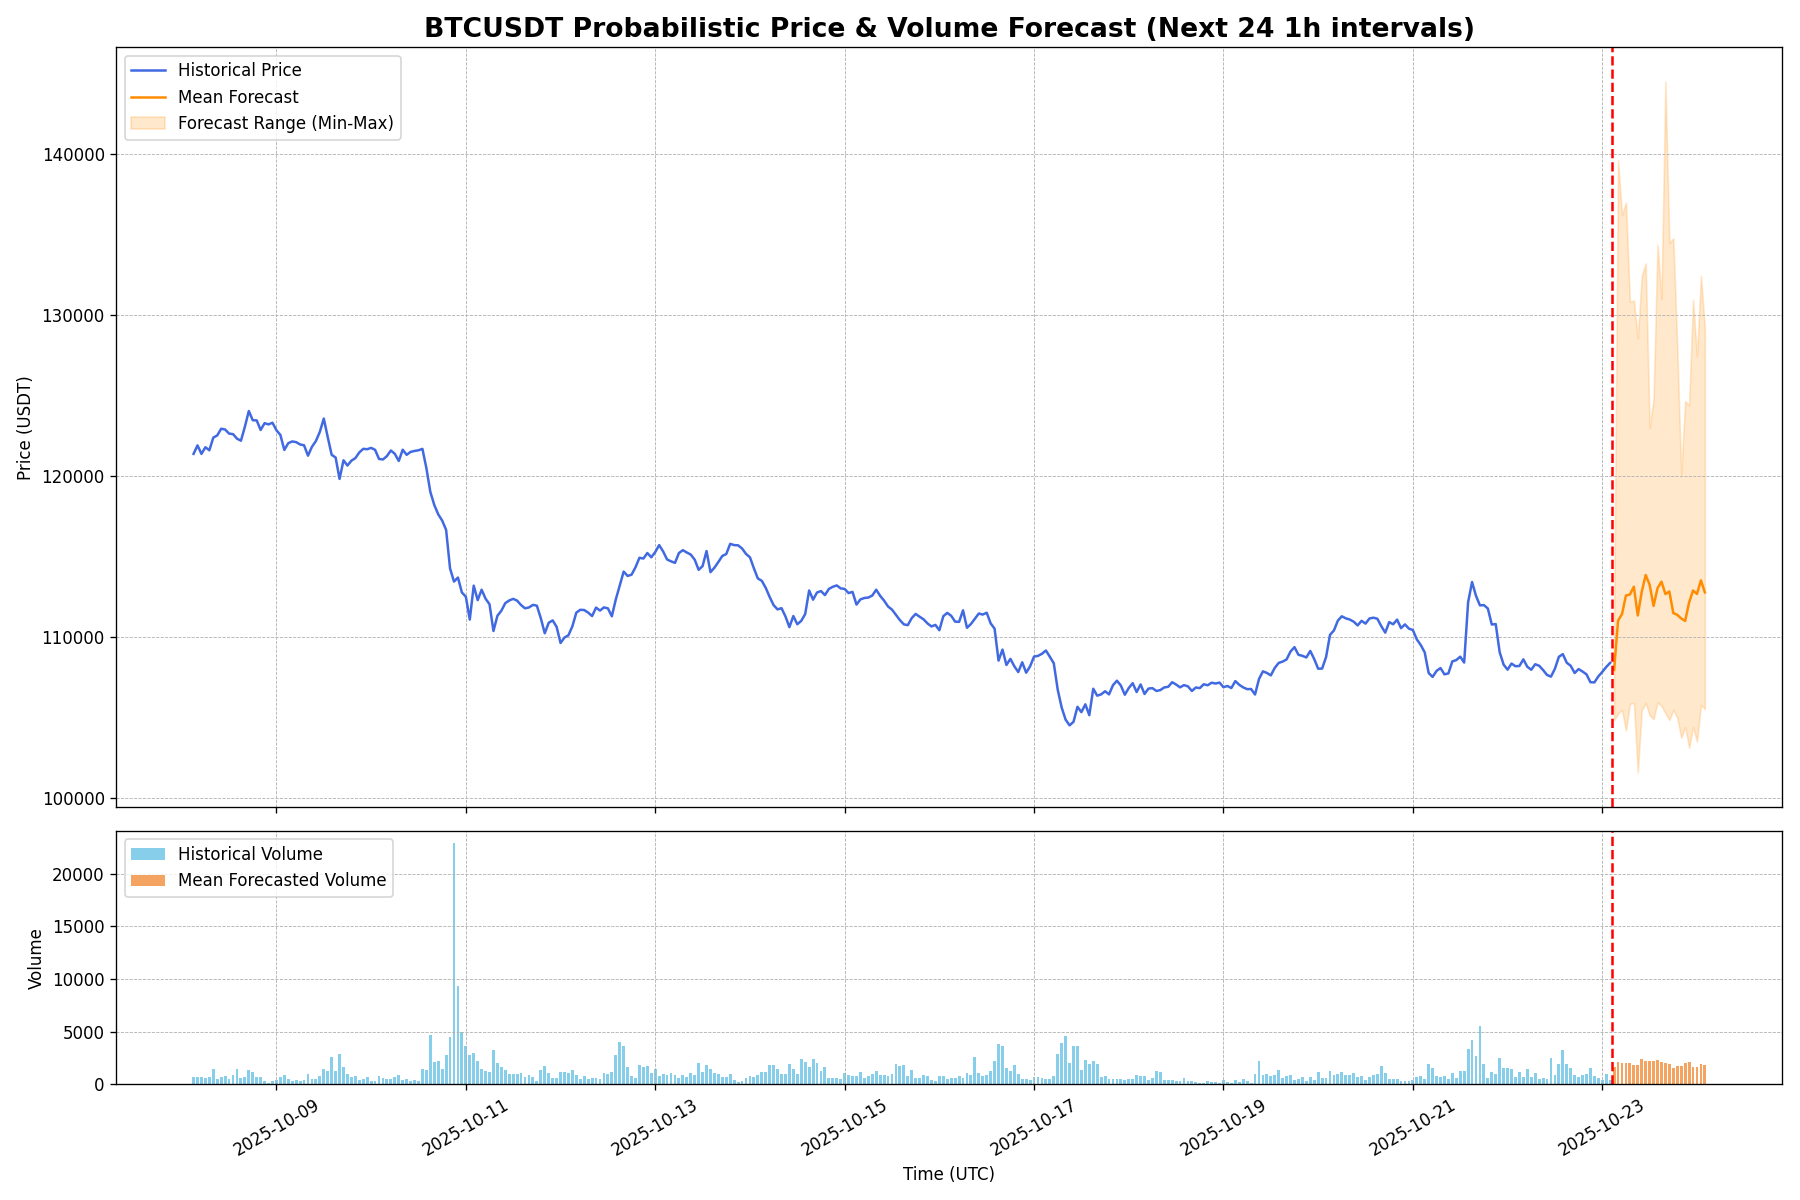 BTCUSDT Probabilistic Price & Volume Forecast (Next 24 1h intervals)
Historical Price
Mean Forecast
Forecast Range (Min-Max)
140000
130000
120000
110000
100000
Price (USDT)
Historical Volume
Mean Forecasted Volume
20000
15000
10000
5000
0
Volume
2025-10-09
2025-10-11
2025-10-13
2025-10-15
2025-10-17
2025-10-19
2025-10-21
2025-10-23
Time (UTC)